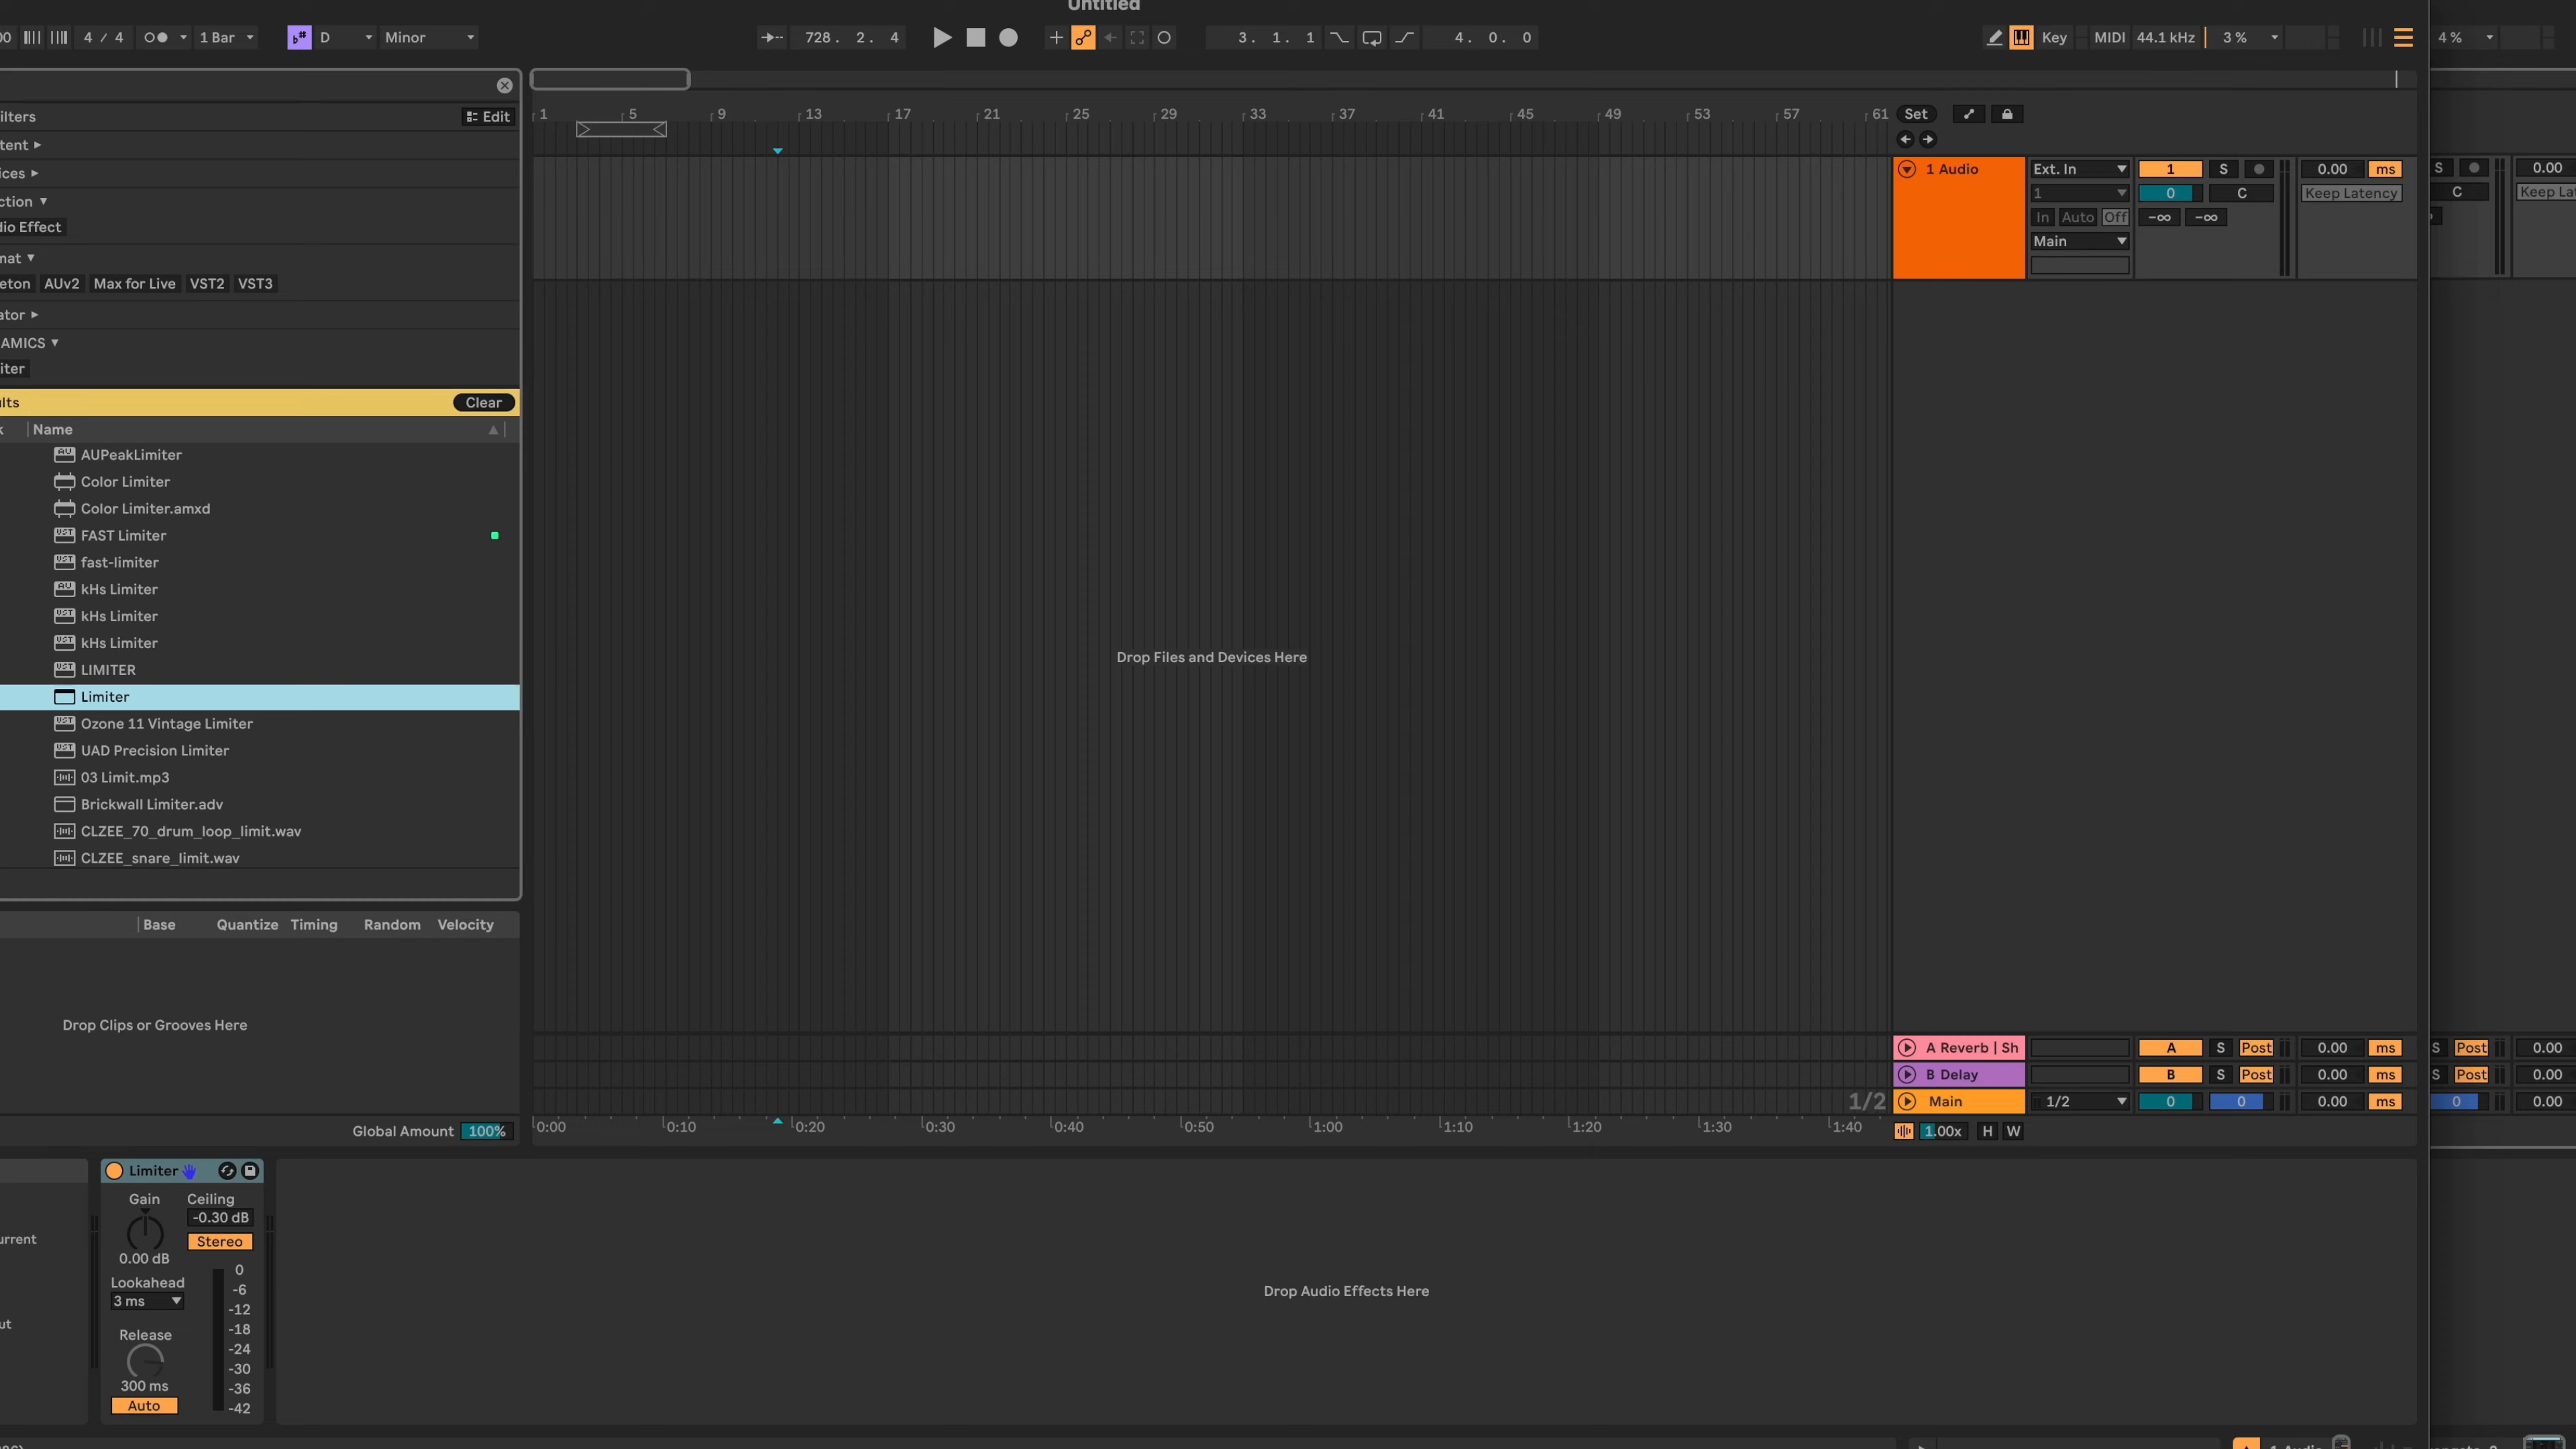 Untitled
00 4 / 4 1 Bar ♭# D Minor 728. 2. 4 3. 1. 1 4. 0. 0 Key MIDI 44.1 kHz 3 % 4 %
ilters Edit
tent
ices
ction
dio Effect
mat
eton AUv2 Max for Live VST2 VST3
ator
AMICS
iter
ults Clear
k Name
AUPeakLimiter
Color Limiter
Color Limiter.amxd
FAST Limiter
fast-limiter
kHs Limiter
kHs Limiter
kHs Limiter
LIMITER
Limiter
Ozone 11 Vintage Limiter
UAD Precision Limiter
03 Limit.mp3
Brickwall Limiter.adv
CLZEE_70_drum_loop_limit.wav
CLZEE_snare_limit.wav
Base Quantize Timing Random Velocity
Drop Clips or Grooves Here
Global Amount 100%
1 5 9 13 17 21 25 29 33 37 41 45 49 53 57 61 Set
1 Audio Ext. In 1 S 0.00 ms S 0.00
1 0 C Keep Latency C Keep Lat
In Auto Off -∞ -∞
Main
Drop Files and Devices Here
A Reverb | Sh A S Post 0.00 ms S Post 0.00
B Delay B S Post 0.00 ms S Post 0.00
1/2 Main 1/2 0 0 0.00 ms 0 0.00
0:00 0:10 0:20 0:30 0:40 0:50 1:00 1:10 1:20 1:30 1:40 1.00x H W
Limiter
Gain Ceiling
-0.30 dB
Stereo
0.00 dB
urrent
Lookahead
3 ms
ut
Release
300 ms
Auto
0
-6
-12
-18
-24
-30
-36
-42
Drop Audio Effects Here